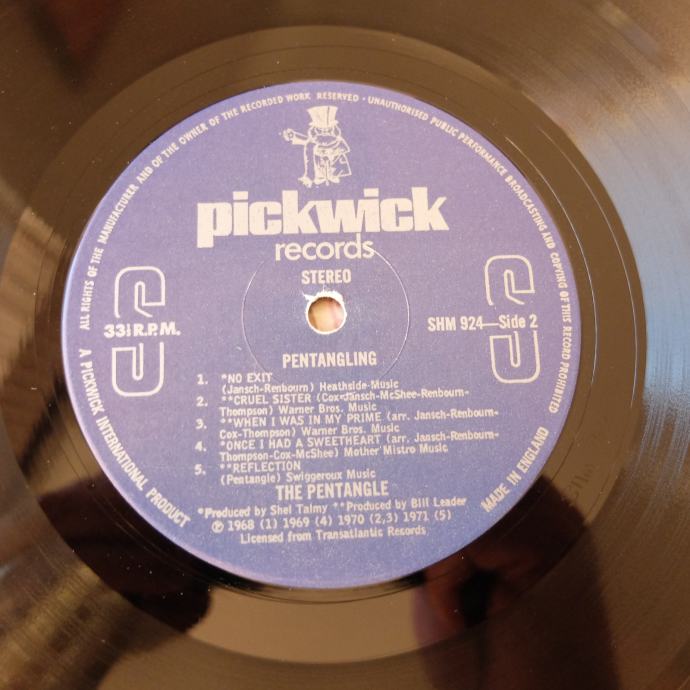 ALL RIGHTS OF THE MANUFACTURER AND OF THE OWNER OF THE RECORDED WORK RESERVED · UNAUTHORISED PUBLIC PERFORMANCE BROADCASTING AND COPYING OF THIS RECORD PROHIBITED
pickwick
records
STEREO
33⅓ R.P.M.
SHM 924—Side 2
PENTANGLING
1. *NO EXIT
(Jansch-Renbourn) Heathside Music
2. **CRUEL SISTER (Cox-Jansch-McShee-Renbourn-
Thompson) Warner Bros. Music
3. **WHEN I WAS IN MY PRIME (arr. Jansch-Renbourn-
Cox-Thompson) Warner Bros. Music
4. *ONCE I HAD A SWEETHEART (arr. Jansch-Renbourn-
Thompson-Cox-McShee) Mother Mistro Music
5. **REFLECTION
(Pentangle) Swiggeroux Music
THE PENTANGLE
*Produced by Shel Talmy **Produced by Bill Leader
℗ 1968 (1) 1969 (4) 1970 (2,3) 1971 (5)
Licensed from Transatlantic Records
A PICKWICK INTERNATIONAL PRODUCT
MADE IN ENGLAND